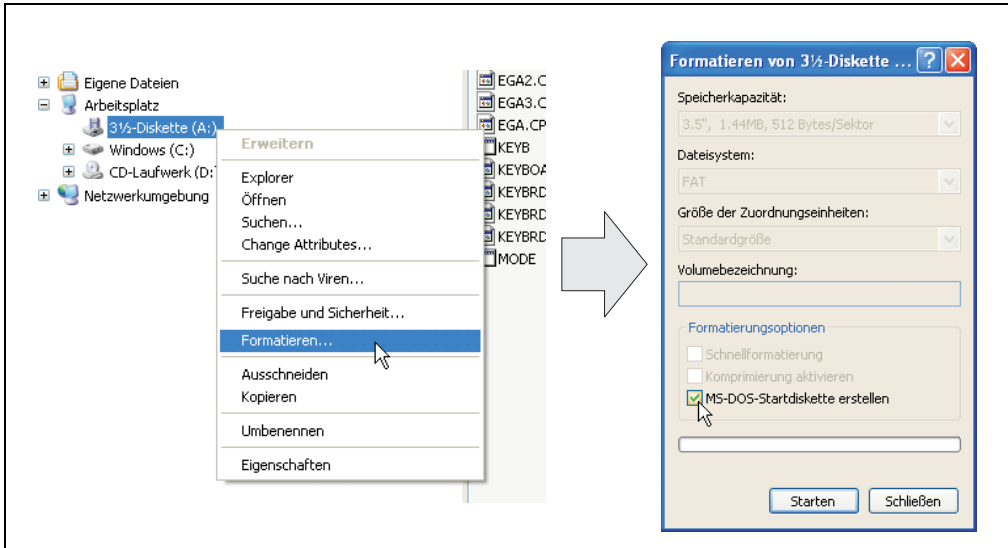 Eigene Dateien
Arbeitsplatz
3½-Diskette (A:)
Windows (C:)
CD-Laufwerk (D:
Netzwerkumgebung
Erweitern
Explorer
Öffnen
Suchen...
Change Attributes...
Suche nach Viren...
Freigabe und Sicherheit...
Formatieren...
Ausschneiden
Kopieren
Umbenennen
Eigenschaften
EGA2.C
EGA3.C
EGA.CP
KEYB
KEYBOA
KEYBRD
KEYBRD
KEYBRD
MODE
Formatieren von 3½-Diskette ...
Speicherkapazität:
3.5", 1.44MB, 512 Bytes/Sektor
Dateisystem:
FAT
Größe der Zuordnungseinheiten:
Standardgröße
Volumebezeichnung:
Formatierungsoptionen
Schnellformatierung
Komprimierung aktivieren
MS-DOS-Startdiskette erstellen
Starten Schließen